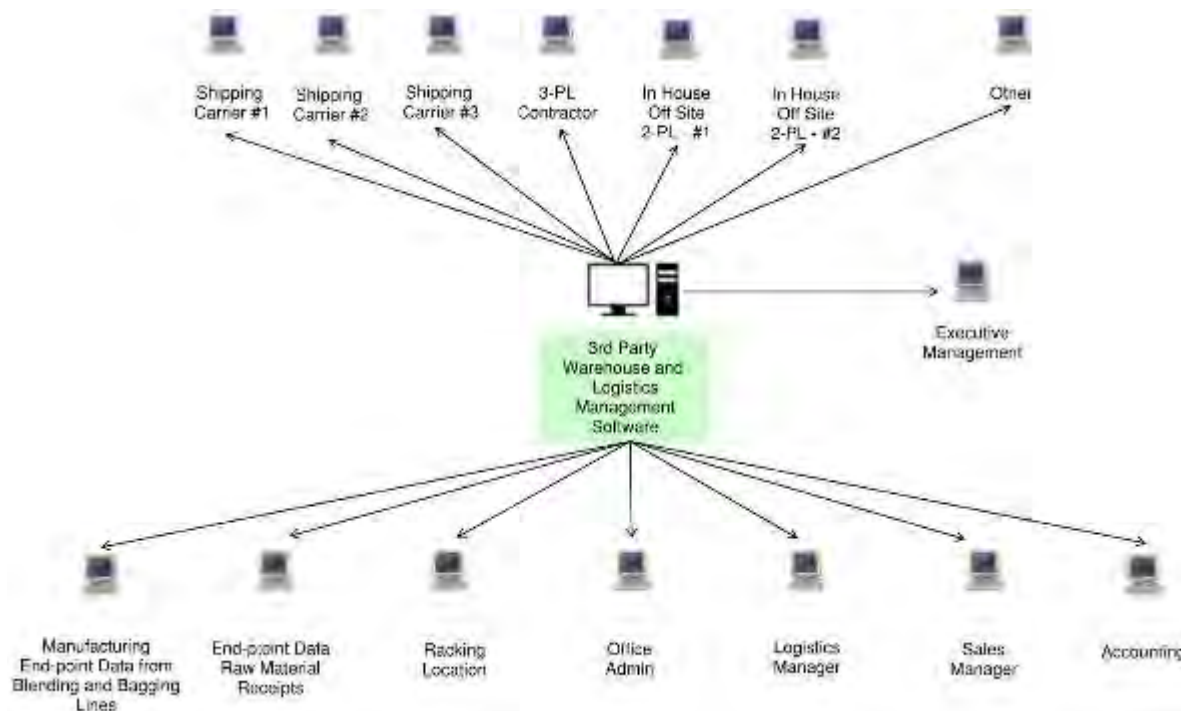 Shipping
Carrier #1
Shipping
Carrier #2
Shipping
Carrier #3
3-PL
Contractor
In House
Off Site
2-PL - #1
In House
Off Site
2-PL - #2
Other
Executive
Management
3rd Party
Warehouse and
Logistics
Management
Software
Manufacturing
End-point Data from
Blending and Bagging
Lines
End-point Data
Raw Material
Receipts
Racking
Location
Office
Admin
Logistics
Manager
Sales
Manager
Accounting